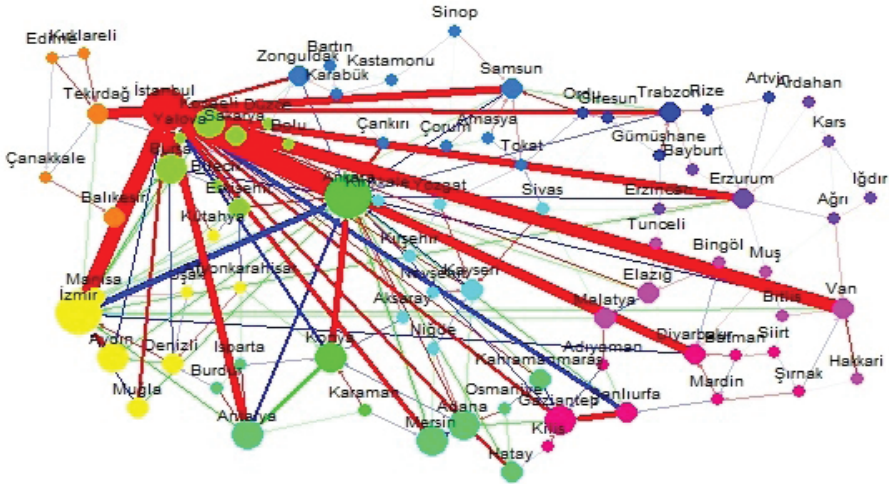 Sinop
Edirne
Kırklareli
Bartın
Zonguldak
Kastamonu
Karabük
Samsun
Tekirdağ
İstanbul
Kocaeli
Düzce
Yalova
Sakarya
Bolu
Ordu
Giresun
Trabzon
Rize
Artvin
Ardahan
Çankırı
Çorum
Amasya
Tokat
Gümüşhane
Bayburt
Kars
Çanakkale
Bursa
Bilecik
Eskişehir
Ankara
Kırıkkale
Yozgat
Sivas
Erzincan
Erzurum
Iğdır
Ağrı
Balıkesir
Kütahya
Tunceli
Bingöl
Muş
Kırşehir
Manisa
İzmir
Uşak
Afyonkarahisar
Nevşehir
Kayseri
Elazığ
Van
Aksaray
Malatya
Bitlis
Niğde
Aydın
Denizli
Isparta
Konya
Adıyaman
Diyarbakır
Batman
Siirt
Burdur
Kahramanmaraş
Hakkari
Muğla
Karaman
Osmaniye
Gaziantep
Şanlıurfa
Mardin
Şırnak
Antalya
Mersin
Adana
Kilis
Hatay